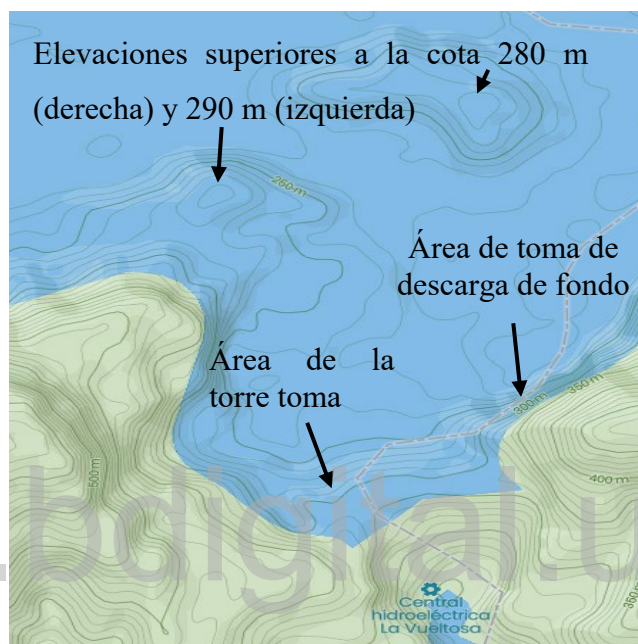 Elevaciones superiores a la cota 280 m
(derecha) y 290 m (izquierda)
260 m
Área de toma de
descarga de fondo
Área de la
torre toma
300 m
350 m
500 m
400 m
.bdigital.u
Central
hidroeléctrica
La Vueltosa